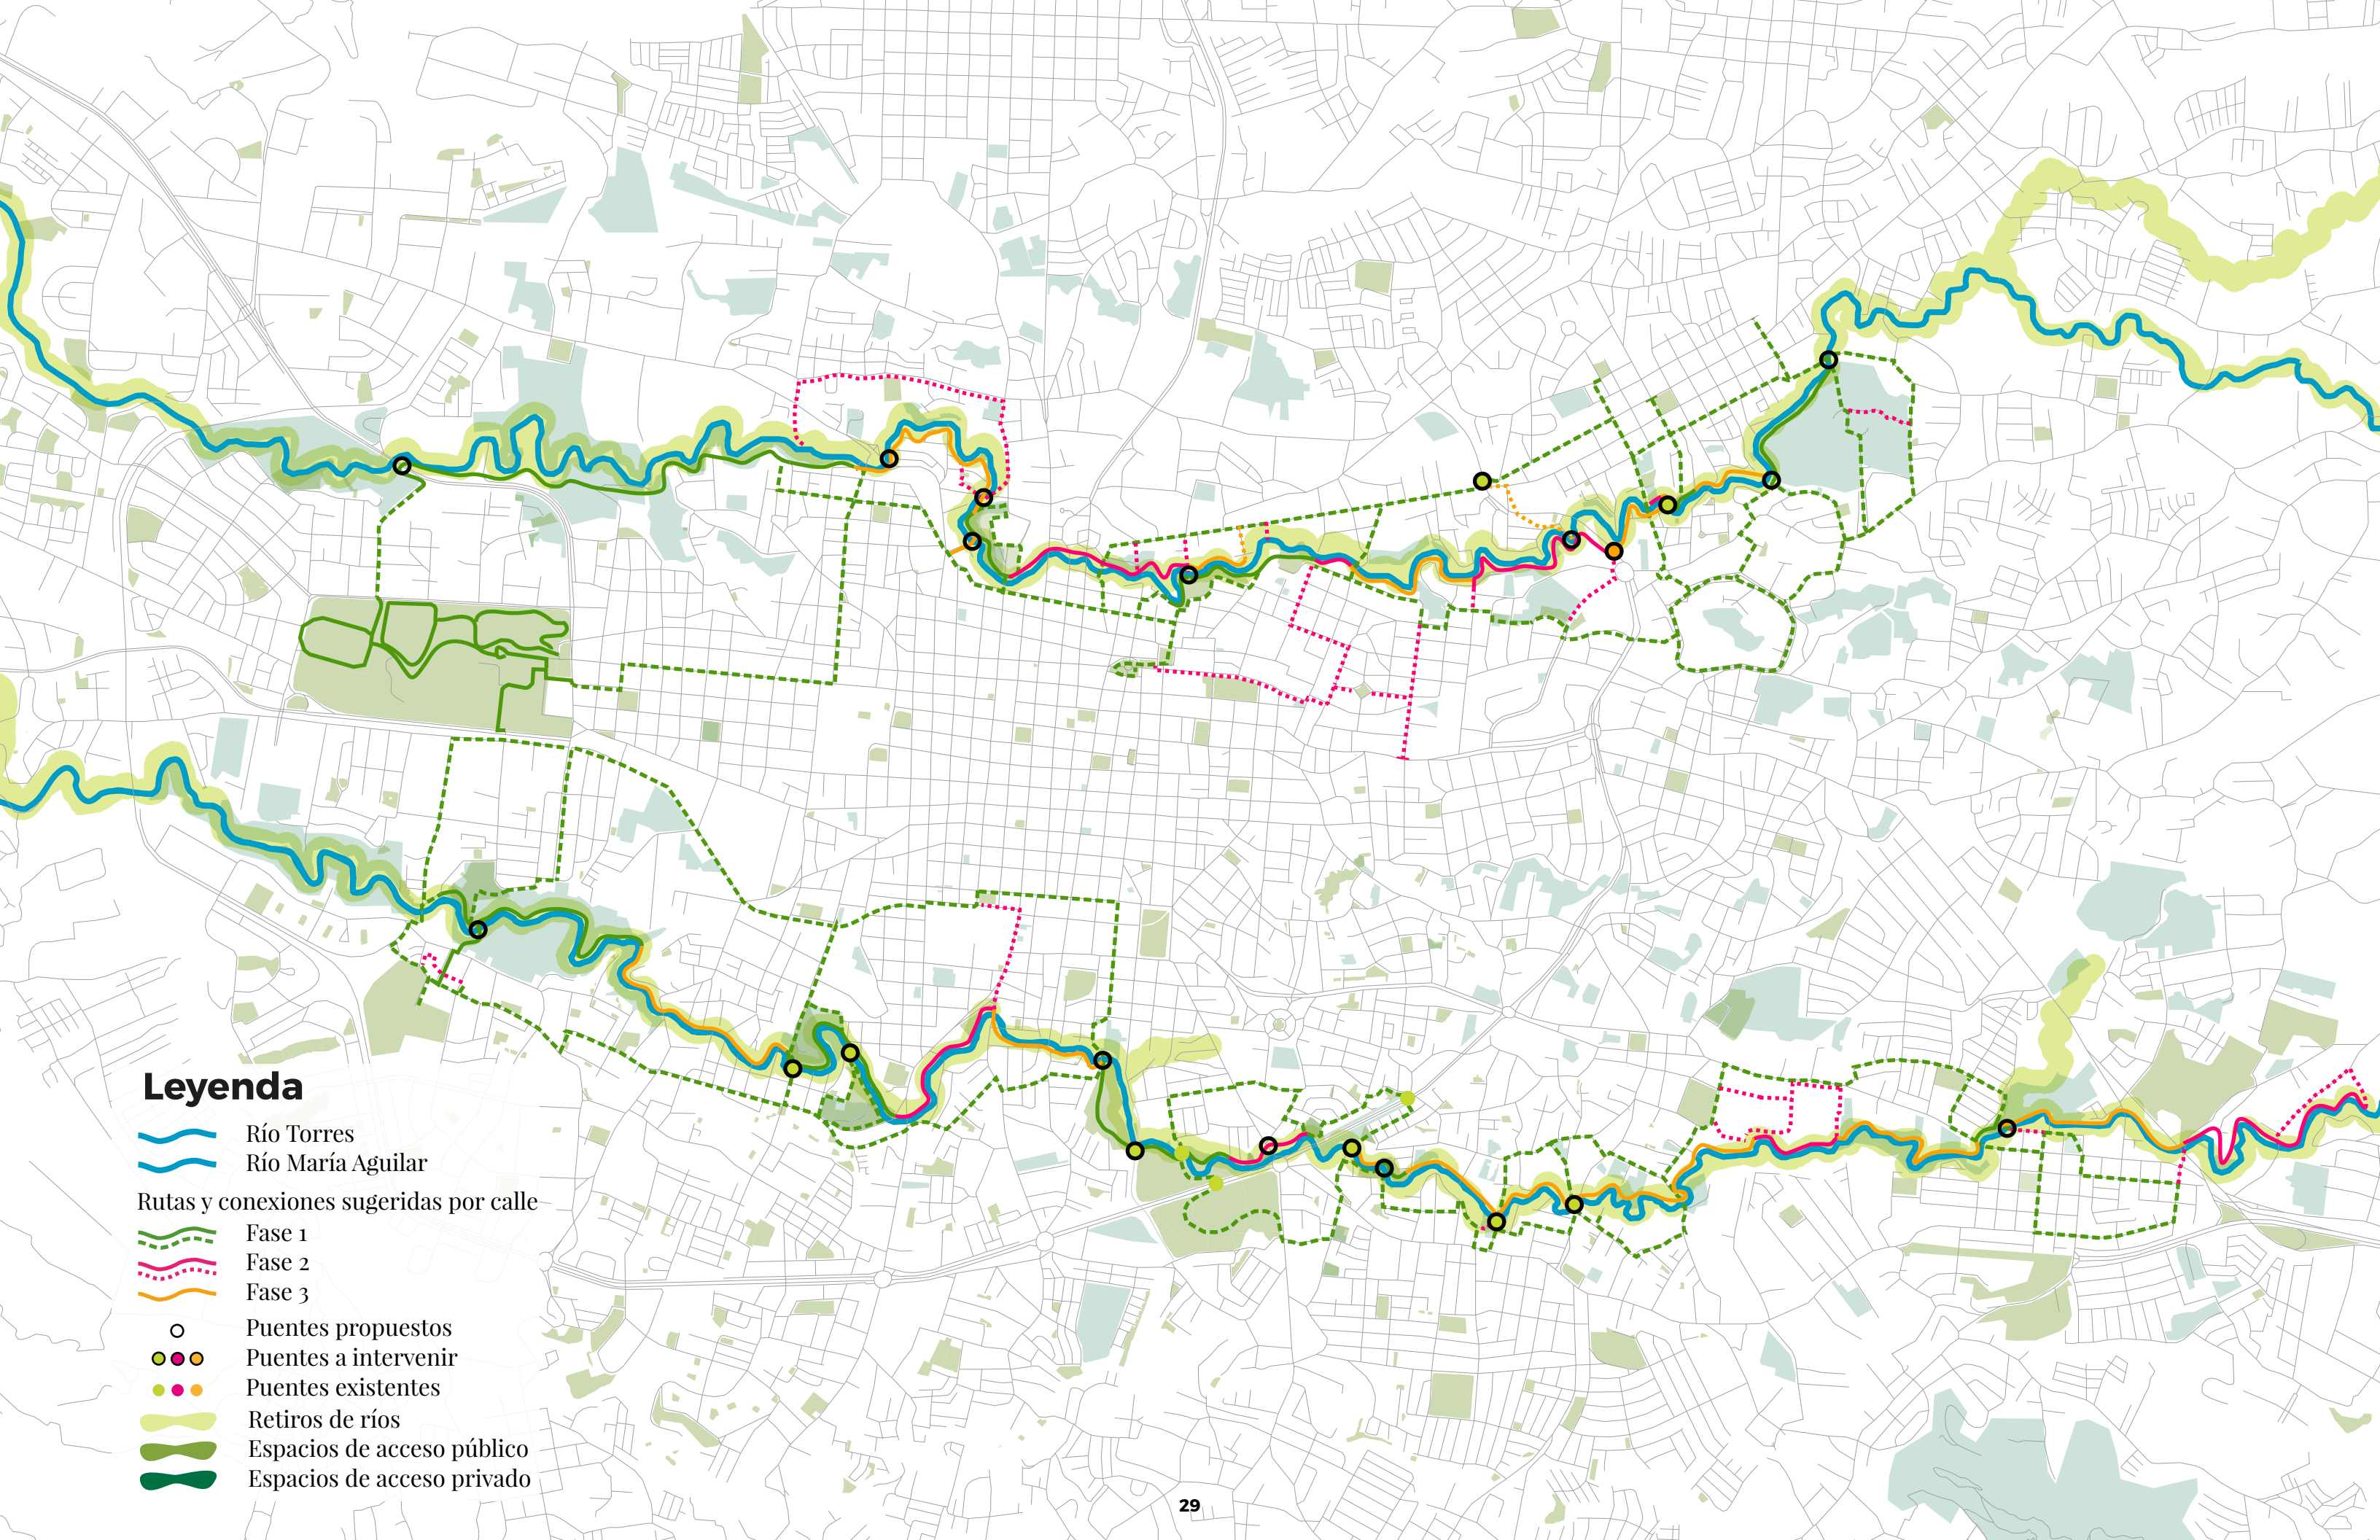 Leyenda
Río Torres
Río María Aguilar
Rutas y conexiones sugeridas por calle
Fase 1
Fase 2
Fase 3
Puentes propuestos
Puentes a intervenir
Puentes existentes
Retiros de ríos
Espacios de acceso público
Espacios de acceso privado
29